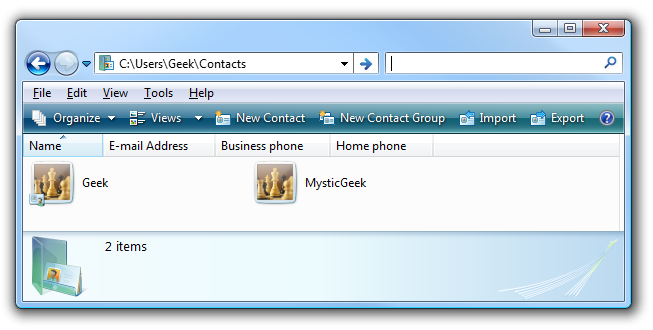 C:\Users\Geek\Contacts
File Edit View Tools Help
Organize Views New Contact New Contact Group Import Export ?
Name E-mail Address Business phone Home phone
Geek MysticGeek
2 items